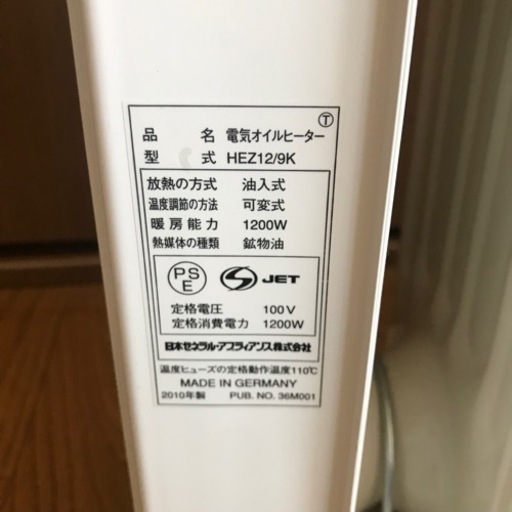 Ⓣ
品 名 電気オイルヒーター
型 式 HEZ12/9K
放熱の方式 油入式
温度調節の方法 可変式
暖房能力 1200W
熱媒体の種類 鉱物油
PS E JET
定格電圧 100V
定格消費電力 1200W
日本ゼネラル・アプライアンス株式会社
温度ヒューズの定格動作温度110℃
MADE IN GERMANY
2010年製 PUB. NO. 36M001